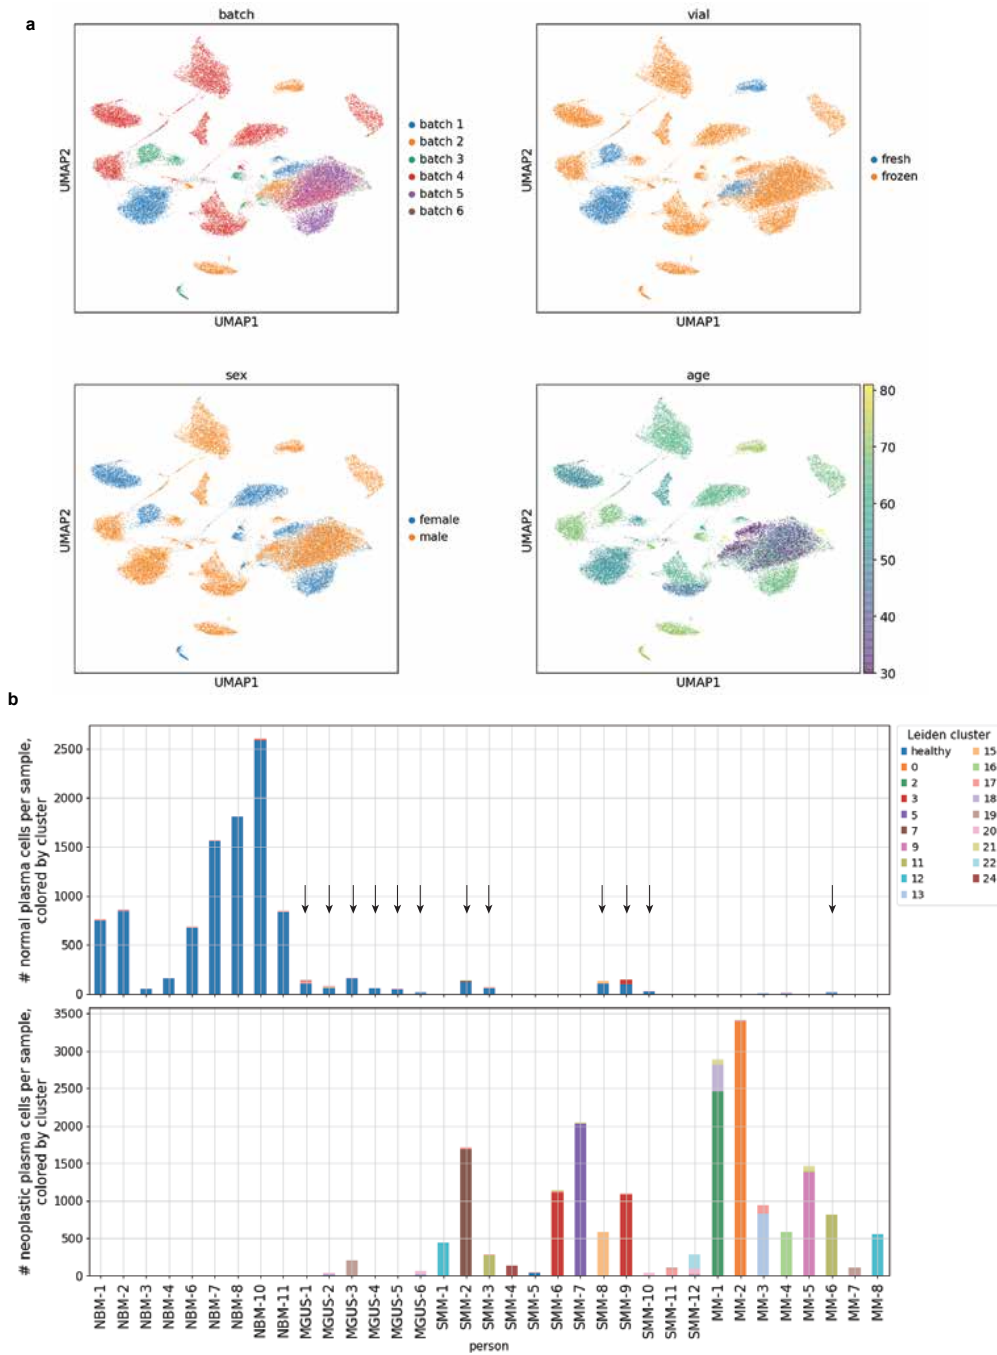 a
batch
vial
UMAP2
UMAP1
batch 1
batch 2
batch 3
batch 4
batch 5
batch 6
UMAP2
UMAP1
fresh
frozen
sex
age
UMAP2
UMAP1
female
male
UMAP2
UMAP1
80
70
60
50
40
30
b
# normal plasma cells per sample,
colored by cluster
2500
2000
1500
1000
500
0
Leiden cluster
healthy
0
2
3
5
7
9
11
12
13
15
16
17
18
19
20
21
22
24
# neoplastic plasma cells per sample,
colored by cluster
3500
3000
2500
2000
1500
1000
500
0
NBM-1
NBM-2
NBM-3
NBM-4
NBM-6
NBM-7
NBM-8
NBM-10
NBM-11
MGUS-1
MGUS-2
MGUS-3
MGUS-4
MGUS-5
MGUS-6
SMM-1
SMM-2
SMM-3
SMM-4
SMM-5
SMM-6
SMM-7
SMM-8
SMM-9
SMM-10
SMM-11
SMM-12
MM-1
MM-2
MM-3
MM-4
MM-5
MM-6
MM-7
MM-8
person